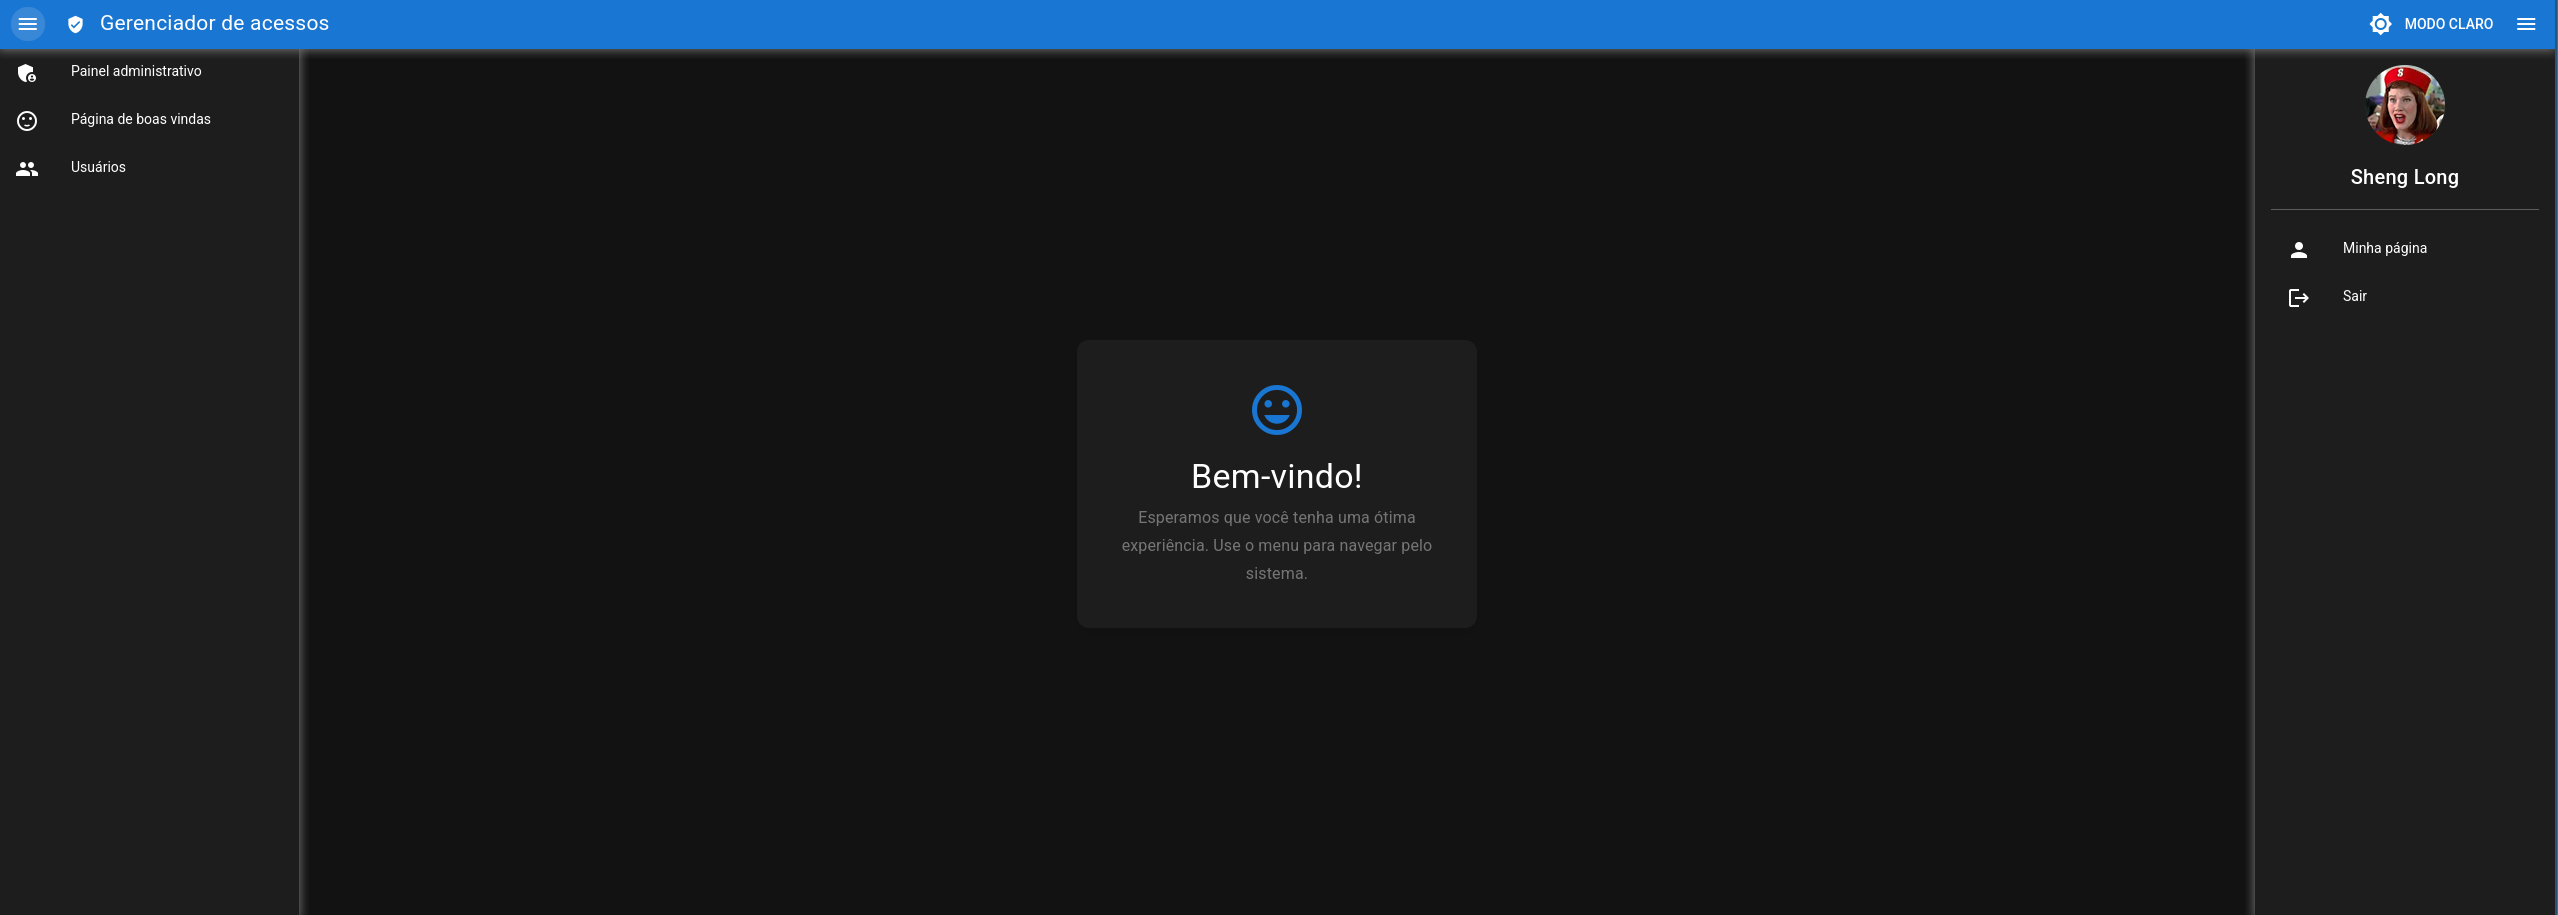 Gerenciador de acessos
MODO CLARO
Painel administrativo
Página de boas vindas
Usuários
Bem-vindo!
Esperamos que você tenha uma ótima
experiência. Use o menu para navegar pelo
sistema.
S
Sheng Long
Minha página
Sair